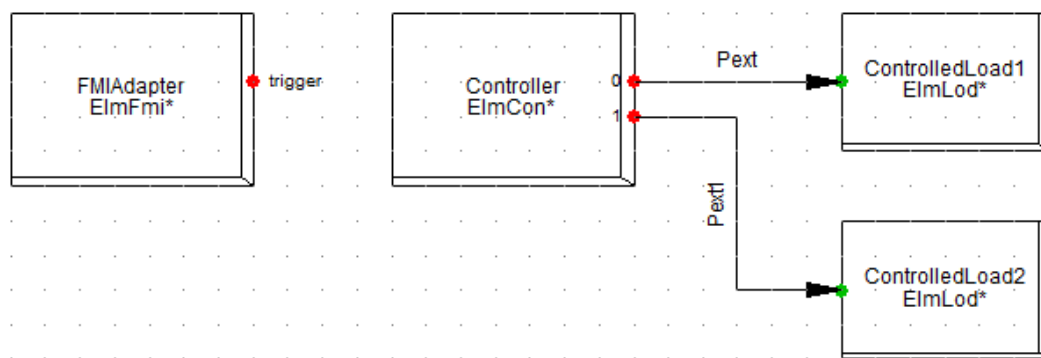 FMIAdapter
ElmFmi*
trigger
Controller
ElmCon*
0
1
Pext
Pext1
ControlledLoad1
ElmLod*
ControlledLoad2
ElmLod*